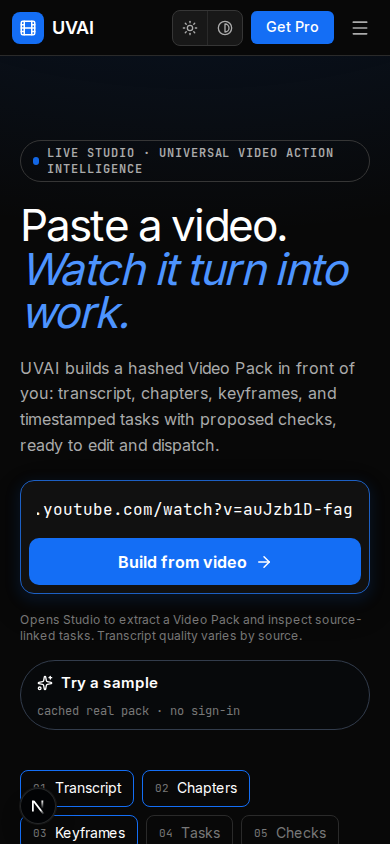 UVAI
Get Pro
LIVE STUDIO · UNIVERSAL VIDEO ACTION
INTELLIGENCE
Paste a video.
Watch it turn into
work.
UVAI builds a hashed Video Pack in front of
you: transcript, chapters, keyframes, and
timestamped tasks with proposed checks,
ready to edit and dispatch.
.youtube.com/watch?v=auJzb1D-fag
Build from video →
Opens Studio to extract a Video Pack and inspect source-
linked tasks. Transcript quality varies by source.
Try a sample
cached real pack · no sign-in
Transcript
02 Chapters
N
03 Keyframes
04 Tasks
05 Checks